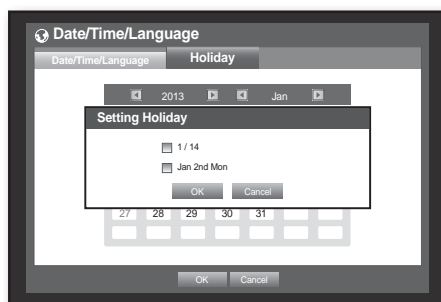 Date/Time/Language
Date/Time/Language Holiday
2013 Jan
Setting Holiday
1 / 14
Jan 2nd Mon
OK Cancel
27 28 29 30 31
OK Cancel